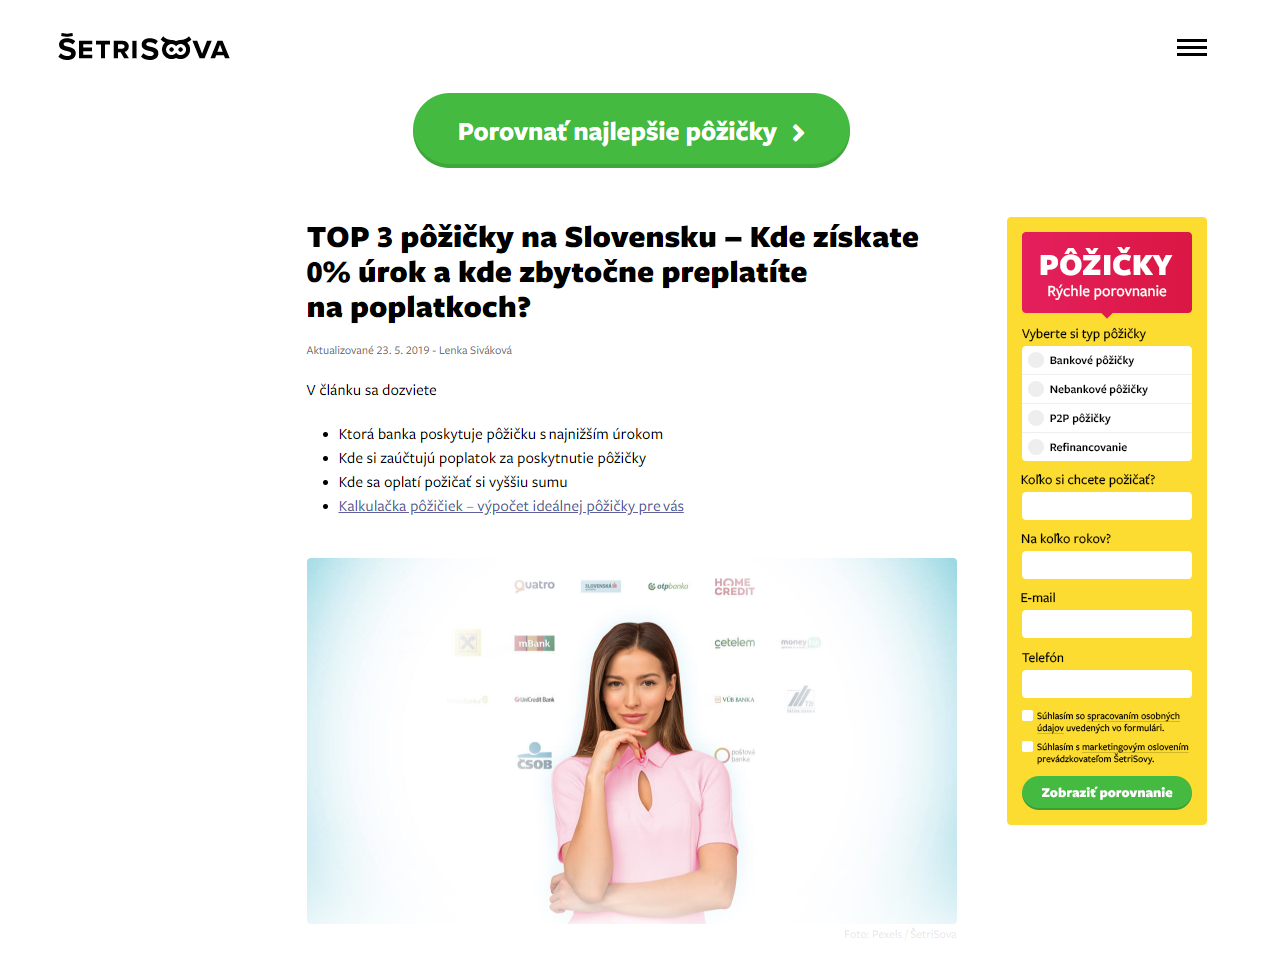 ŠETRISOVA
Porovnať najlepšie pôžičky
TOP 3 pôžičky na Slovensku – Kde získate
0% úrok a kde zbytočne preplatíte
na poplatkoch?
Aktualizované 23. 5. 2019 - Lenka Siváková
V článku sa dozviete
Ktorá banka poskytuje pôžičku s najnižším úrokom
Kde si zaúčtujú poplatok za poskytnutie pôžičky
Kde sa oplatí požičať si vyššiu sumu
Kalkulačka pôžičiek – výpočet ideálnej pôžičky pre vás
Quatro
SLOVENSKÁ
otpbanka
HOME
CREDIT
mBank
cetelem
money
UniCredit Bank
VÚB BANKA
ČSOB
poštová
banka
Foto: Pexels / ŠetriSova
PÔŽIČKY
Rýchle porovnanie
Vyberte si typ pôžičky
Bankové pôžičky
Nebankové pôžičky
P2P pôžičky
Refinancovanie
Koľko si chcete požičať?
Na koľko rokov?
E-mail
Telefón
Súhlasím so spracovaním osobných
údajov uvedených vo formulári.
Súhlasím s marketingovým oslovením
prevádzkovateľom ŠetriSovy.
Zobraziť porovnanie